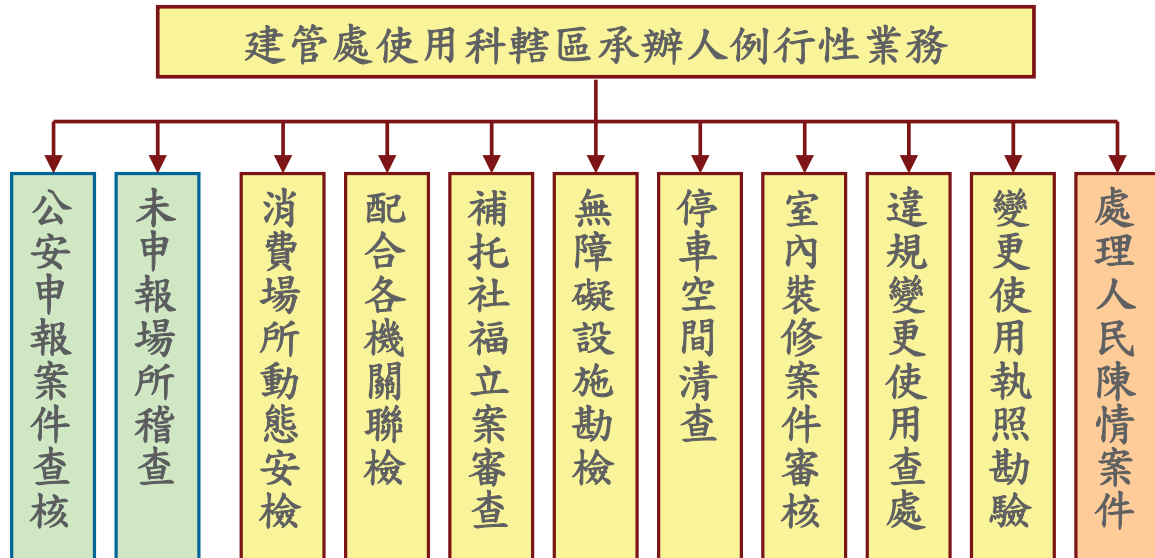 建管處使用科轄區承辦人例行性業務
公安申報案件查核
未申報場所稽查
消費場所動態安檢
配合各機關聯檢
補托社福立案審查
無障礙設施勘檢
停車空間清查
室內裝修案件審核
違規變更使用查處
變更使用執照勘驗
處理人民陳情案件